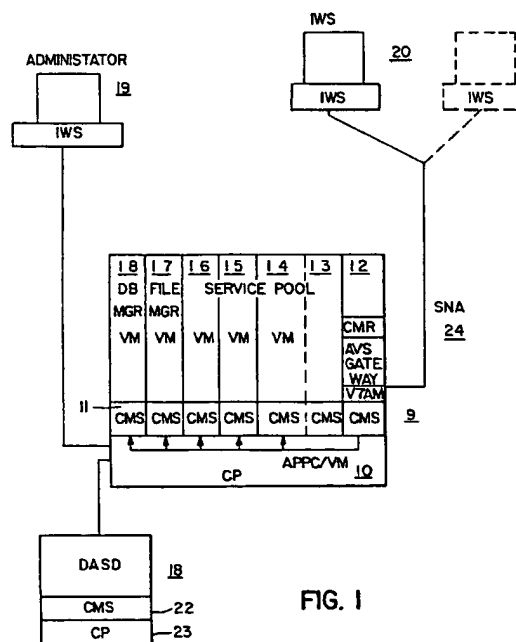 IWS
20
ADMINISTATOR
19
IWS
IWS
IWS
18 17 16 15 14 13 12
DB FILE SERVICE POOL
MGR MGR
VM VM VM VM VM
CMR
AVS
GATE
WAY
VTAM
SNA
24
11
CMS CMS CMS CMS CMS CMS CMS
9
APPC/VM
CP
10
DASD
18
CMS
22
CP
23
FIG. 1